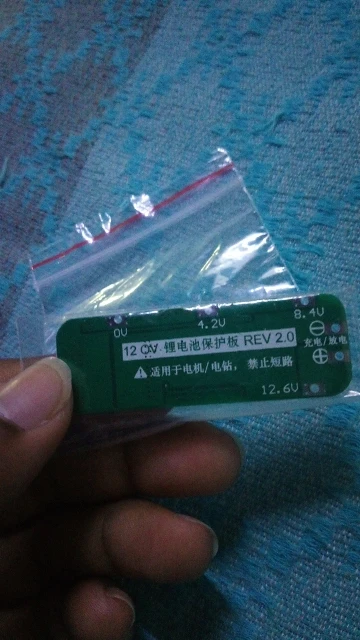 0V
4.2V
8.4V
12 锂电池保护板 REV 2.0
充电/放电
适用于电机/电钻，禁止短路
12.6V